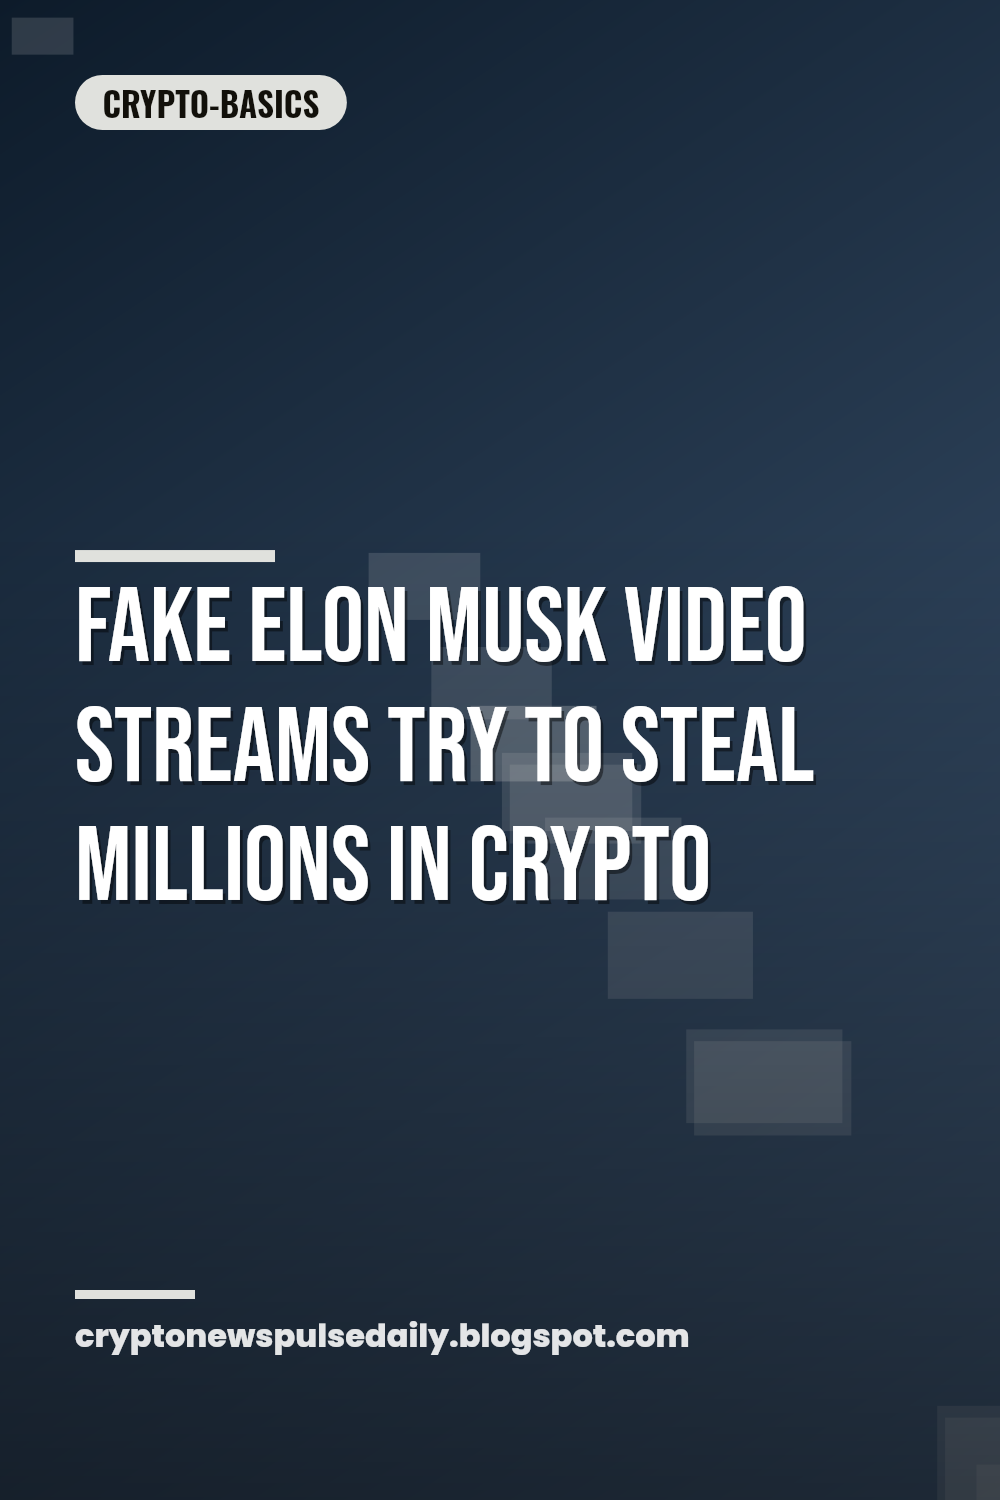 CRYPTO-BASICS
FAKE ELON MUSK VIDEO
STREAMS TRY TO STEAL
MILLIONS IN CRYPTO
cryptonewspulsedaily.blogspot.com